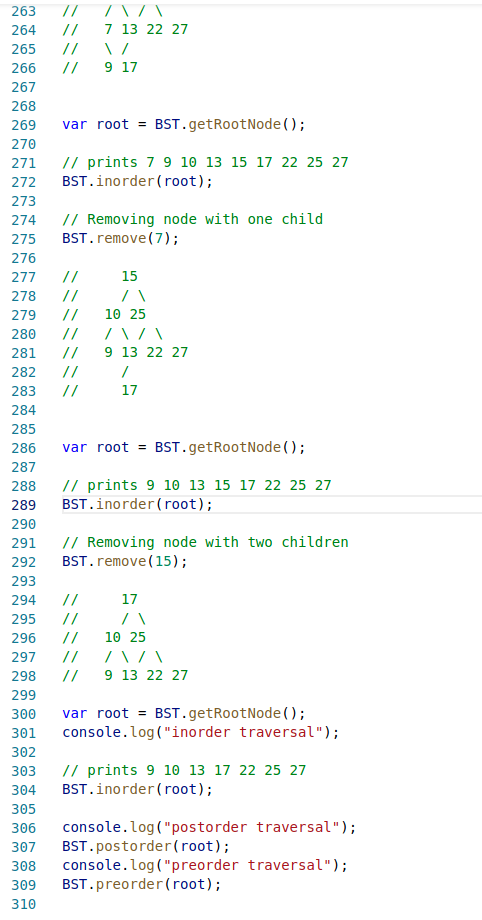 263 //   / \ / \
264 //   7 13 22 27
265 //   \ /
266 //   9 17
267
268
269 var root = BST.getRootNode();
270
271 // prints 7 9 10 13 15 17 22 25 27
272 BST.inorder(root);
273
274 // Removing node with one child
275 BST.remove(7);
276
277 //     15
278 //     / \
279 //   10 25
280 //   / \ / \
281 //   9 13 22 27
282 //     /
283 //     17
284
285
286 var root = BST.getRootNode();
287
288 // prints 9 10 13 15 17 22 25 27
289 BST.inorder(root);
290
291 // Removing node with two children
292 BST.remove(15);
293
294 //     17
295 //     / \
296 //   10 25
297 //   / \ / \
298 //   9 13 22 27
299
300 var root = BST.getRootNode();
301 console.log("inorder traversal");
302
303 // prints 9 10 13 17 22 25 27
304 BST.inorder(root);
305
306 console.log("postorder traversal");
307 BST.postorder(root);
308 console.log("preorder traversal");
309 BST.preorder(root);
310